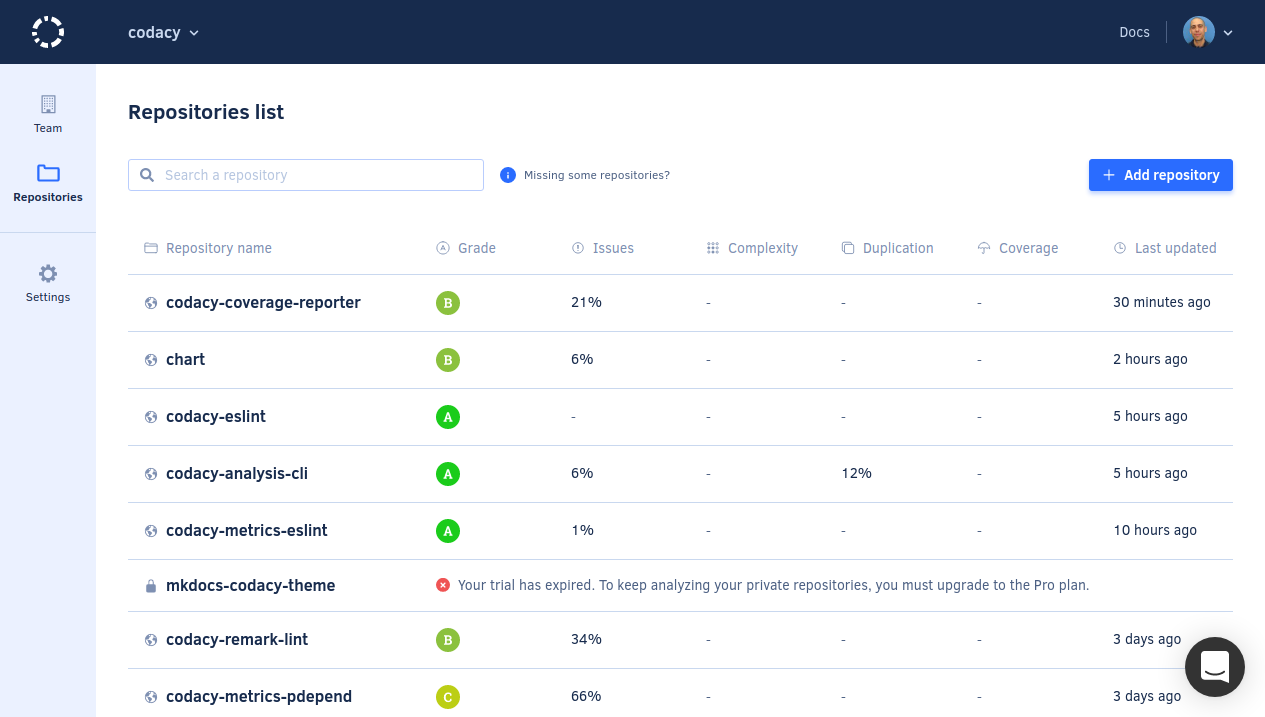 codacy Docs
Team
Repositories
Settings
Repositories list
Search a repository Missing some repositories? + Add repository
Repository name Grade Issues Complexity Duplication Coverage Last updated
codacy-coverage-reporter B 21% - - - 30 minutes ago
chart B 6% - - - 2 hours ago
codacy-eslint A - - - - 5 hours ago
codacy-analysis-cli A 6% - 12% - 5 hours ago
codacy-metrics-eslint A 1% - - - 10 hours ago
mkdocs-codacy-theme Your trial has expired. To keep analyzing your private repositories, you must upgrade to the Pro plan.
codacy-remark-lint B 34% - - - 3 days ago
codacy-metrics-pdepend C 66% - - - 3 days ago